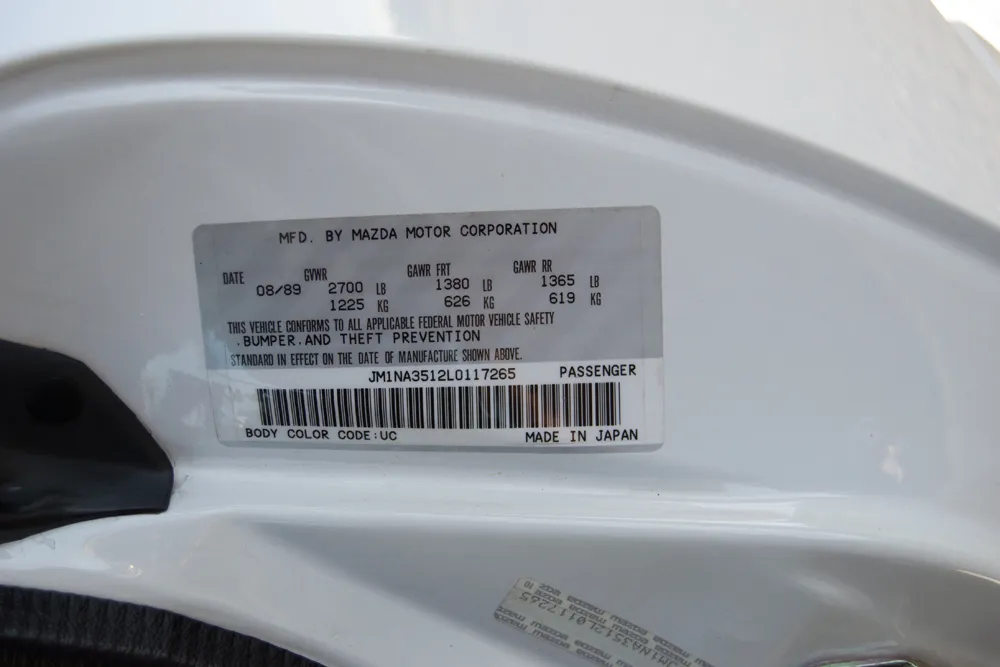 MFD. BY MAZDA MOTOR CORPORATION
DATE GVWR GAWR FRT GAWR RR
08/89 2700 LB 1380 LB 1365 LB
1225 KG 626 KG 619 KG
THIS VEHICLE CONFORMS TO ALL APPLICABLE FEDERAL MOTOR VEHICLE SAFETY
.BUMPER.AND THEFT PREVENTION
STANDARD IN EFFECT ON THE DATE OF MANUFACTURE SHOWN ABOVE.
JM1NA3512L0117265 PASSENGER
BODY COLOR CODE:UC MADE IN JAPAN
JM1NA3512L0117265